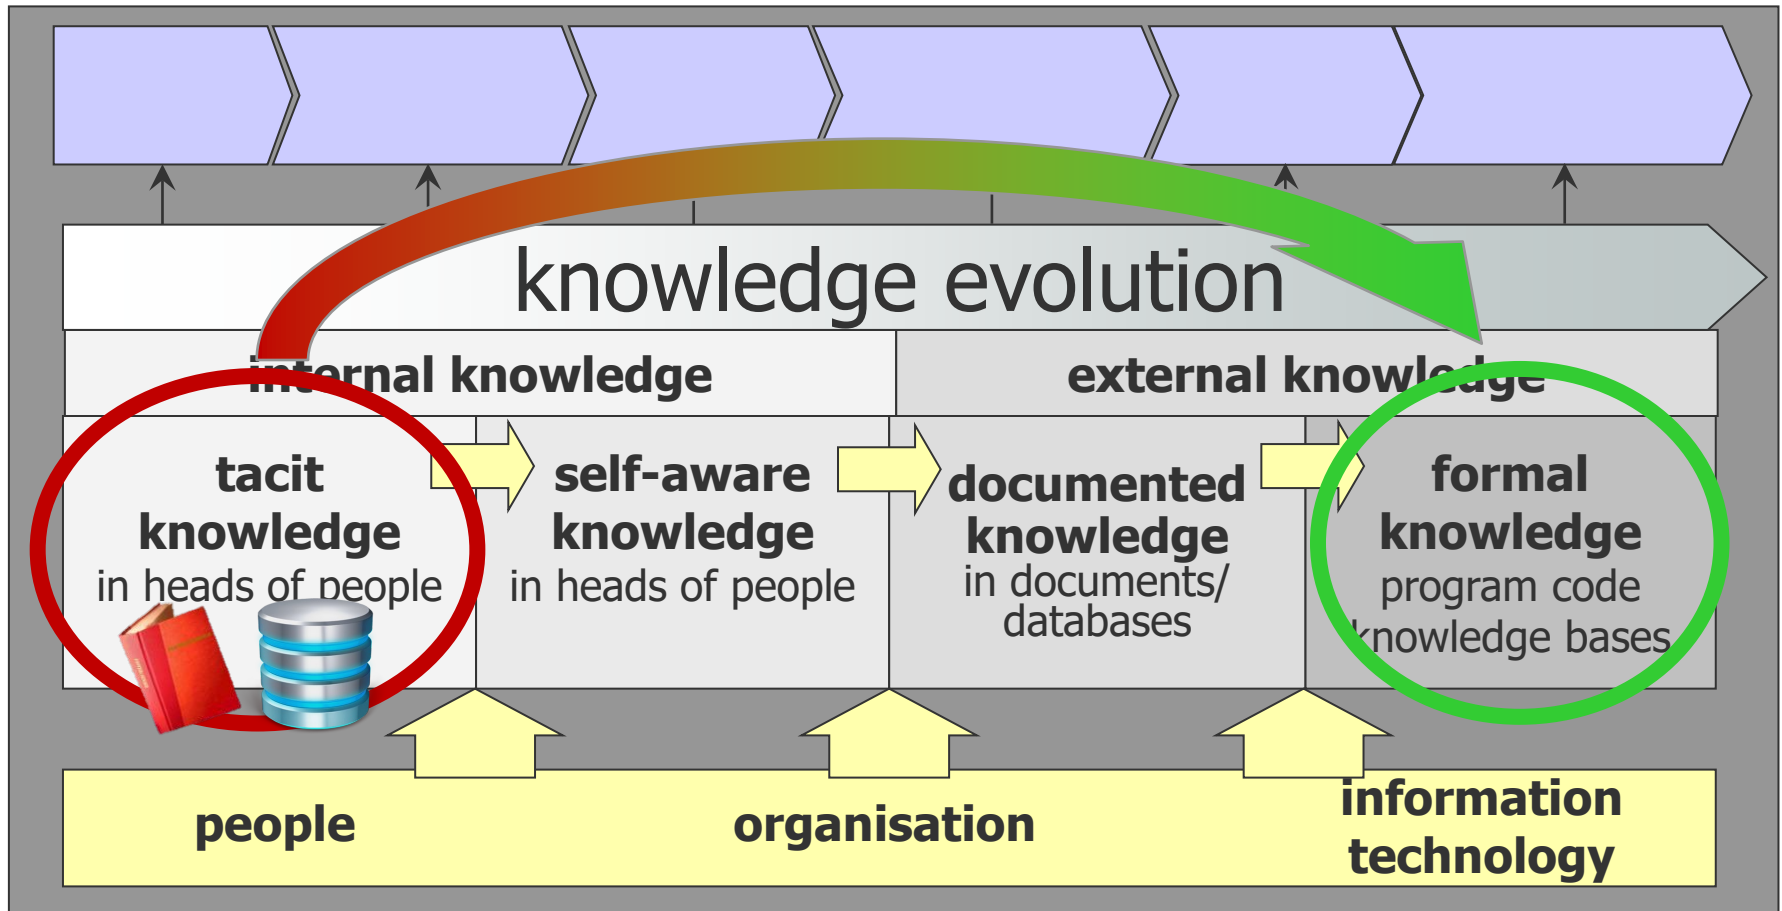 knowledge evolution
internal knowledge
external knowledge
tacit
knowledge
in heads of people
self-aware
knowledge
in heads of people
documented
knowledge
in documents/
databases
formal
knowledge
program code
knowledge bases
people
organisation
information
technology